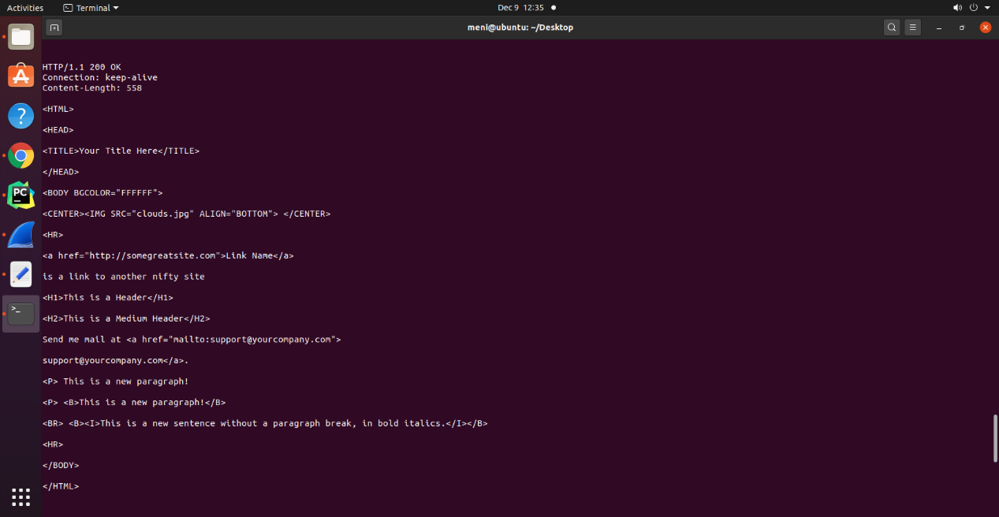 Activities Terminal Dec 9 12:35
meni@ubuntu: ~/Desktop
HTTP/1.1 200 OK
Connection: keep-alive
Content-Length: 558
<HTML>
<HEAD>
<TITLE>Your Title Here</TITLE>
</HEAD>
<BODY BGCOLOR="FFFFFF">
<CENTER><IMG SRC="clouds.jpg" ALIGN="BOTTOM"> </CENTER>
<HR>
<a href="http://somegreatsite.com">Link Name</a>
is a link to another nifty site
<H1>This is a Header</H1>
<H2>This is a Medium Header</H2>
Send me mail at <a href="mailto:support@yourcompany.com">
support@yourcompany.com</a>.
<P> This is a new paragraph!
<P> <B>This is a new paragraph!</B>
<BR> <B><I>This is a new sentence without a paragraph break, in bold italics.</I></B>
<HR>
</BODY>
</HTML>
PC
>_